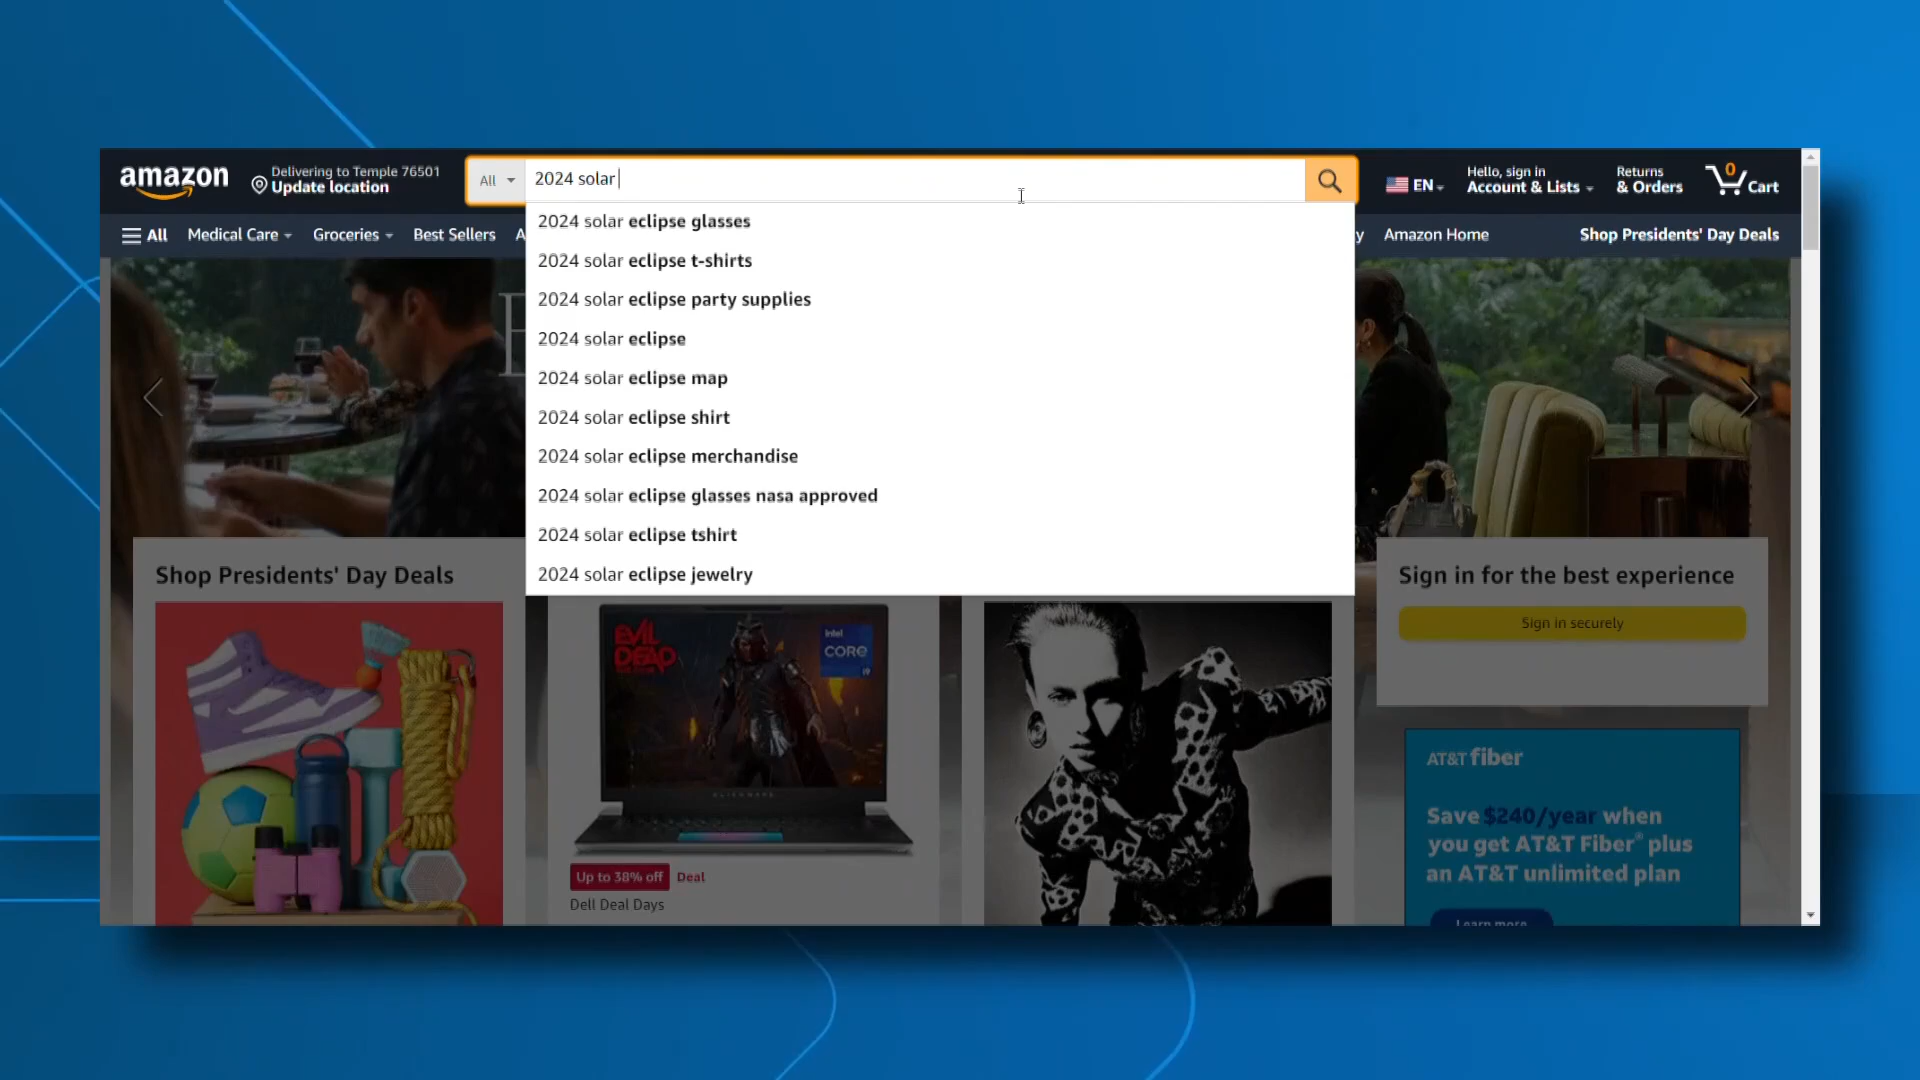 amazon
Delivering to Temple 76501
Update location
All
2024 solar
EN
Hello, sign in
Account & Lists
Returns
& Orders
0
Cart
All
Medical Care
Groceries
Best Sellers
A
y
Amazon Home
Shop Presidents' Day Deals
2024 solar eclipse glasses
2024 solar eclipse t-shirts
2024 solar eclipse party supplies
2024 solar eclipse
2024 solar eclipse map
2024 solar eclipse shirt
2024 solar eclipse merchandise
2024 solar eclipse glasses nasa approved
2024 solar eclipse tshirt
2024 solar eclipse jewelry
Shop Presidents' Day Deals
EVIL
DEAD
intel
CORE
i9
ALIENWARE
Up to 38% off
Deal
Dell Deal Days
Sign in for the best experience
Sign in securely
AT&T fiber
Save $240/year when
you get AT&T Fiber® plus
an AT&T unlimited plan
Learn more